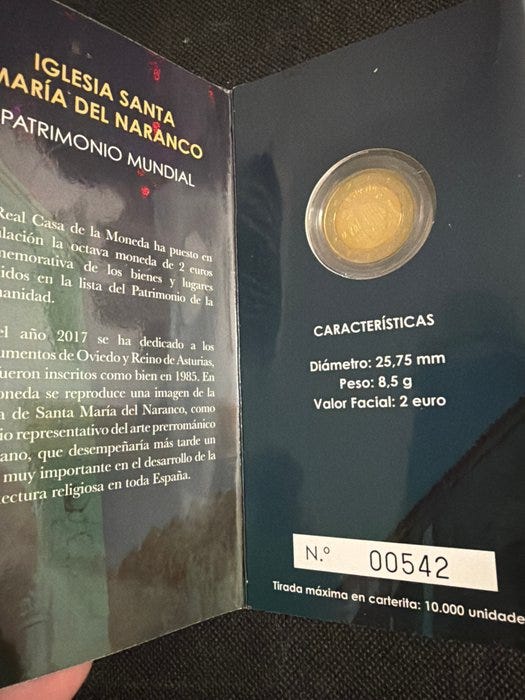 IGLESIA SANTA
MARÍA DEL NARANCO
PATRIMONIO MUNDIAL
Real Casa de la Moneda ha puesto en
la octava moneda de 2 euros
de los bienes y lugares
en la lista del Patrimonio de la
el año 2017 se ha dedicado a los
de Oviedo y Reino de Asturias,
fueron inscritos como bien en 1985. En
se reproduce una imagen de la
de Santa María del Naranco, como
representativo del arte prerrománico
que desempeñaría más tarde un
muy importante en el desarrollo de la
religiosa en toda España.
CARACTERÍSTICAS
Diámetro: 25,75 mm
Peso: 8,5 g
Valor Facial: 2 euro
N.º 00542
Tirada máxima en carterita: 10.000 unidade